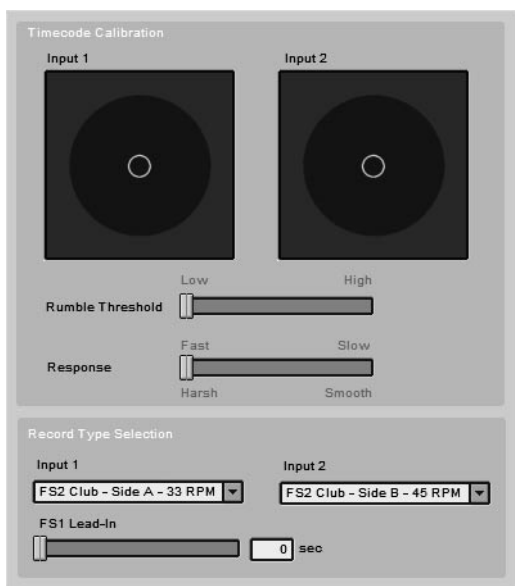 Timecode Calibration
Input 1 Input 2
Low High
Rumble Threshold
Fast Slow
Response
Harsh Smooth
Record Type Selection
Input 1 Input 2
FS2 Club - Side A - 33 RPM FS2 Club - Side B - 45 RPM
FS1 Lead-In
0 sec